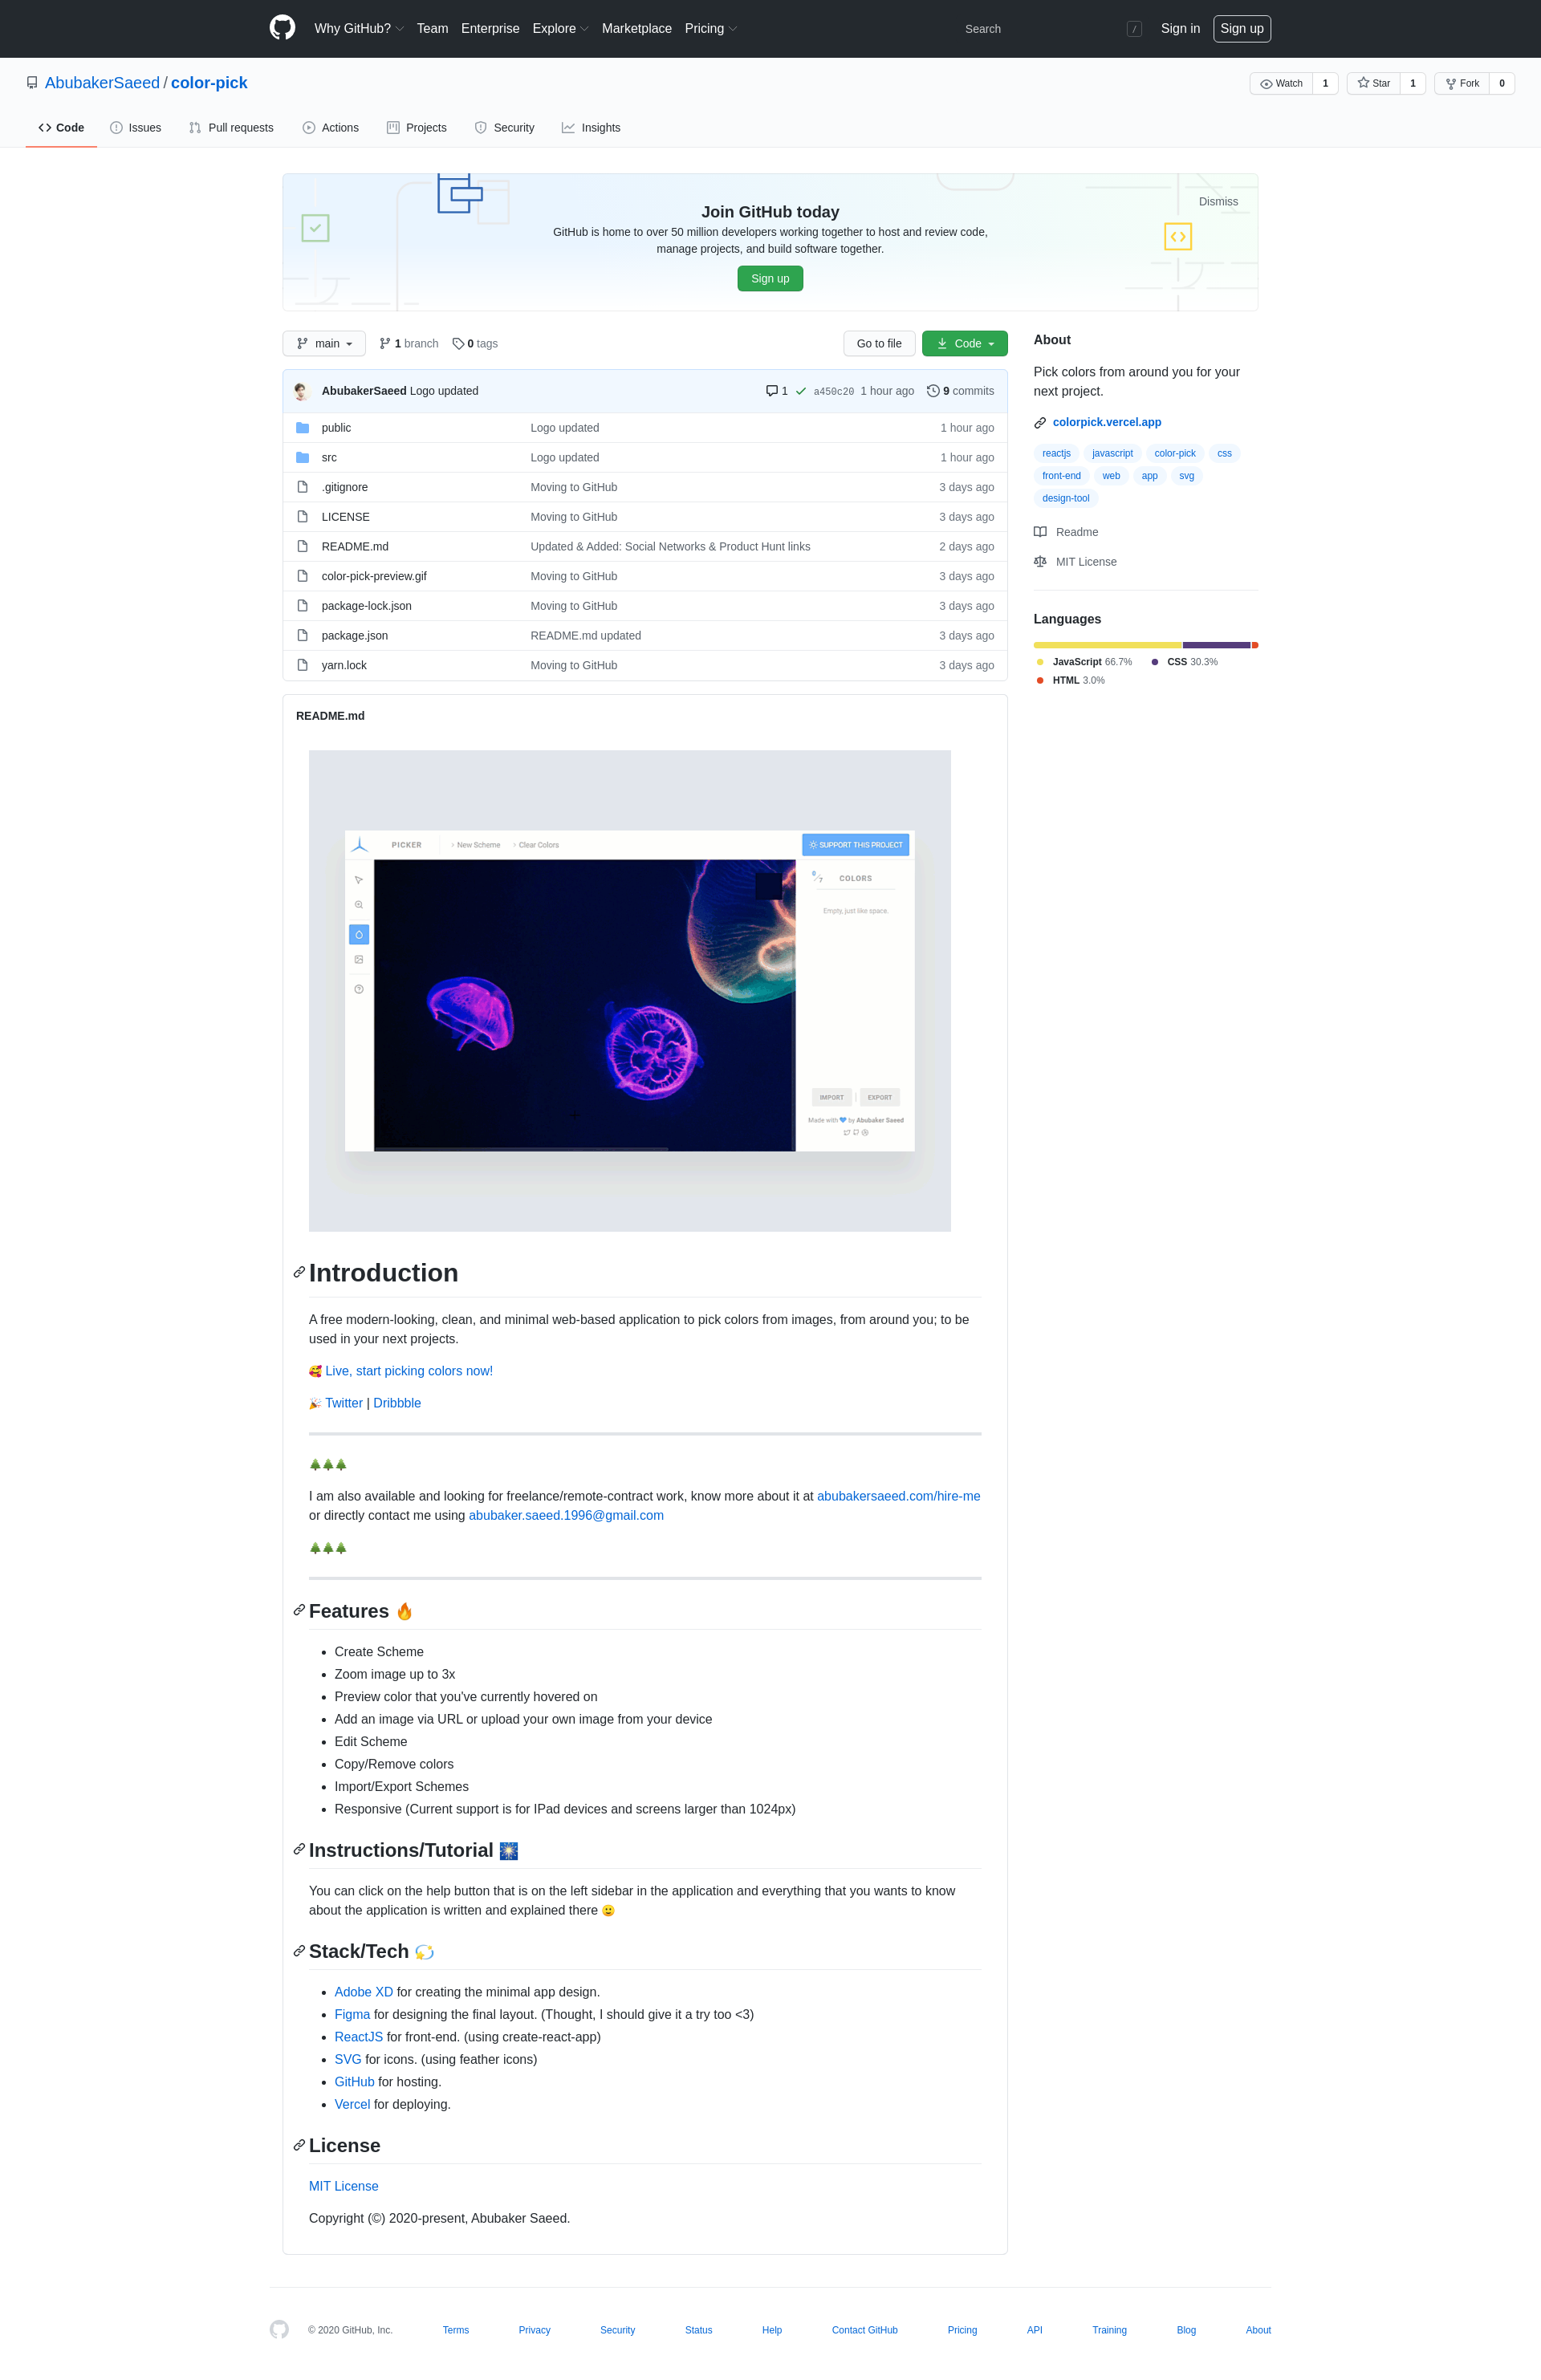 Why GitHub? Team Enterprise Explore Marketplace Pricing Search / Sign in Sign up
AbubakerSaeed / color-pick
Watch 1 Star 1 Fork 0
Code Issues Pull requests Actions Projects Security Insights
Dismiss
Join GitHub today
GitHub is home to over 50 million developers working together to host and review code,
manage projects, and build software together.
Sign up
main 1 branch 0 tags Go to file Code
AbubakerSaeed Logo updated 1 a450c20 1 hour ago 9 commits
public Logo updated 1 hour ago
src Logo updated 1 hour ago
.gitignore Moving to GitHub 3 days ago
LICENSE Moving to GitHub 3 days ago
README.md Updated & Added: Social Networks & Product Hunt links 2 days ago
color-pick-preview.gif Moving to GitHub 3 days ago
package-lock.json Moving to GitHub 3 days ago
package.json README.md updated 3 days ago
yarn.lock Moving to GitHub 3 days ago
About
Pick colors from around you for your
next project.
colorpick.vercel.app
reactjs javascript color-pick css
front-end web app svg
design-tool
Readme
MIT License
Languages
JavaScript 66.7% CSS 30.3%
HTML 3.0%
README.md
PICKER New Scheme Clear Colors SUPPORT THIS PROJECT
0/7 COLORS
Empty, just like space.
IMPORT | EXPORT
Made with 💙 by Abubaker Saeed
Introduction
A free modern-looking, clean, and minimal web-based application to pick colors from images, from around you; to be
used in your next projects.
🥰 Live, start picking colors now!
🎉 Twitter | Dribbble
🌲🌲🌲
I am also available and looking for freelance/remote-contract work, know more about it at abubakersaeed.com/hire-me
or directly contact me using abubaker.saeed.1996@gmail.com
🌲🌲🌲
Features 🔥
• Create Scheme
• Zoom image up to 3x
• Preview color that you've currently hovered on
• Add an image via URL or upload your own image from your device
• Edit Scheme
• Copy/Remove colors
• Import/Export Schemes
• Responsive (Current support is for IPad devices and screens larger than 1024px)
Instructions/Tutorial 🎇
You can click on the help button that is on the left sidebar in the application and everything that you wants to know
about the application is written and explained there 🙂
Stack/Tech 💫
• Adobe XD for creating the minimal app design.
• Figma for designing the final layout. (Thought, I should give it a try too <3)
• ReactJS for front-end. (using create-react-app)
• SVG for icons. (using feather icons)
• GitHub for hosting.
• Vercel for deploying.
License
MIT License
Copyright (©) 2020-present, Abubaker Saeed.
© 2020 GitHub, Inc. Terms Privacy Security Status Help Contact GitHub Pricing API Training Blog About